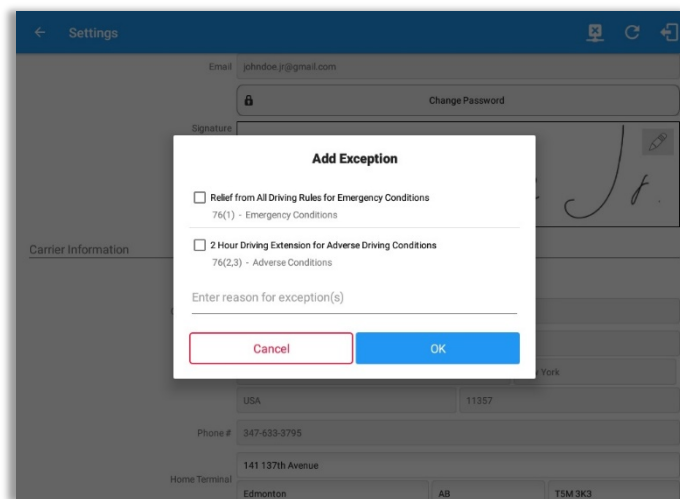 Settings
Email johndoe.jr@gmail.com
Change Password
Signature
Add Exception
Relief from All Driving Rules for Emergency Conditions
76(1) - Emergency Conditions
2 Hour Driving Extension for Adverse Driving Conditions
76(2,3) - Adverse Conditions
Carrier Information
Enter reason for exception(s)
Cancel OK
York
USA 11357
Phone # 347-633-3795
141 137th Avenue
Home Terminal
Edmonton AB T5M 3K3